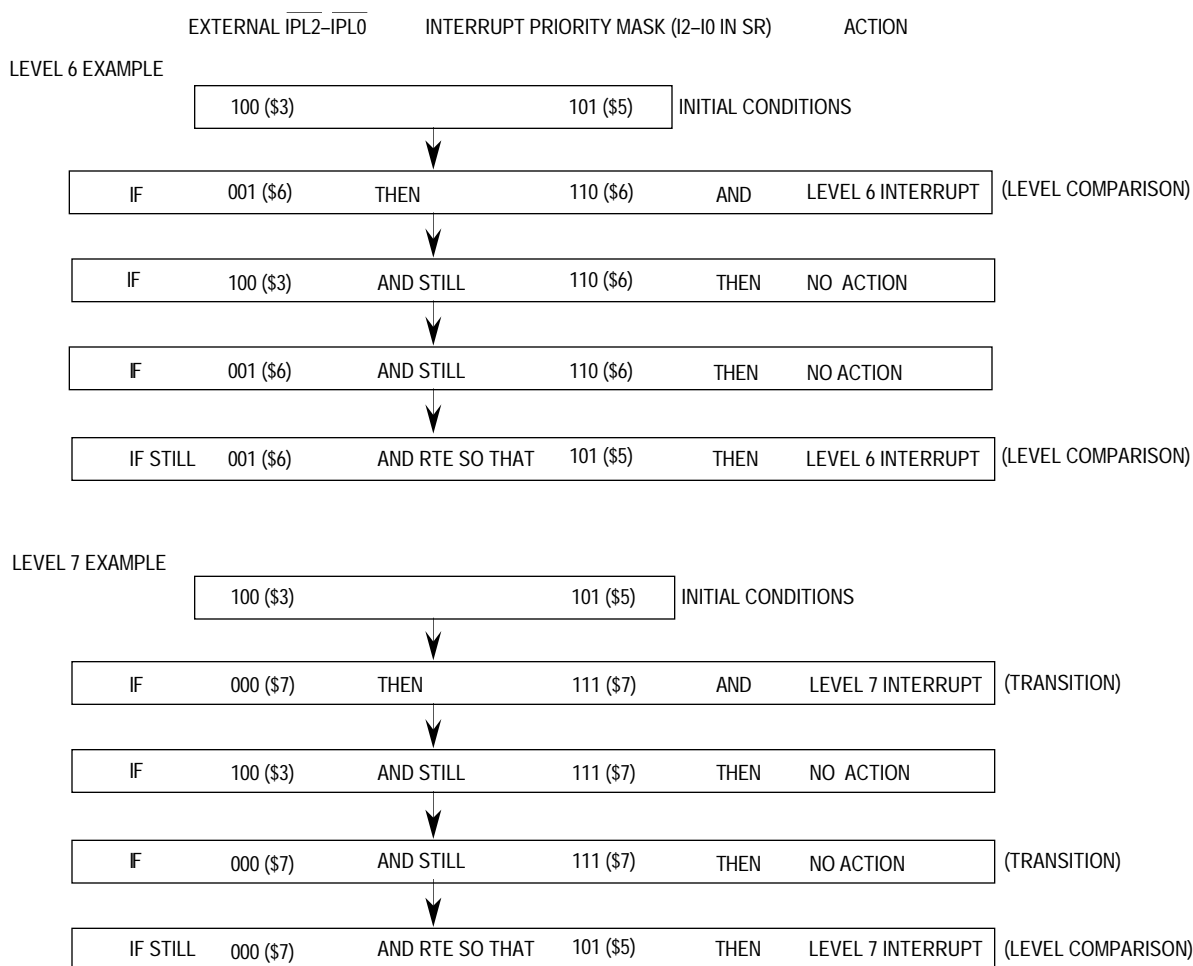 EXTERNAL IPL2–IPL0 INTERRUPT PRIORITY MASK (I2–I0 IN SR) ACTION
LEVEL 6 EXAMPLE
100 ($3) 101 ($5) INITIAL CONDITIONS
IF 001 ($6) THEN 110 ($6) AND LEVEL 6 INTERRUPT (LEVEL COMPARISON)
IF 100 ($3) AND STILL 110 ($6) THEN NO ACTION
IF 001 ($6) AND STILL 110 ($6) THEN NO ACTION
IF STILL 001 ($6) AND RTE SO THAT 101 ($5) THEN LEVEL 6 INTERRUPT (LEVEL COMPARISON)
LEVEL 7 EXAMPLE
100 ($3) 101 ($5) INITIAL CONDITIONS
IF 000 ($7) THEN 111 ($7) AND LEVEL 7 INTERRUPT (TRANSITION)
IF 100 ($3) AND STILL 111 ($7) THEN NO ACTION
IF 000 ($7) AND STILL 111 ($7) THEN NO ACTION (TRANSITION)
IF STILL 000 ($7) AND RTE SO THAT 101 ($5) THEN LEVEL 7 INTERRUPT (LEVEL COMPARISON)